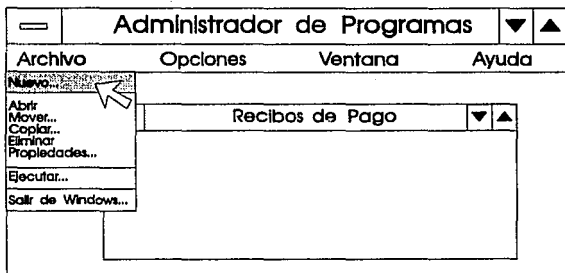 Administrador de Programas
Archivo Opciones Ventana Ayuda
Nuevo...
Abrir
Mover...
Copiar...
Eliminar
Propiedades...
Ejecutar...
Salir de Windows...
Recibos de Pago